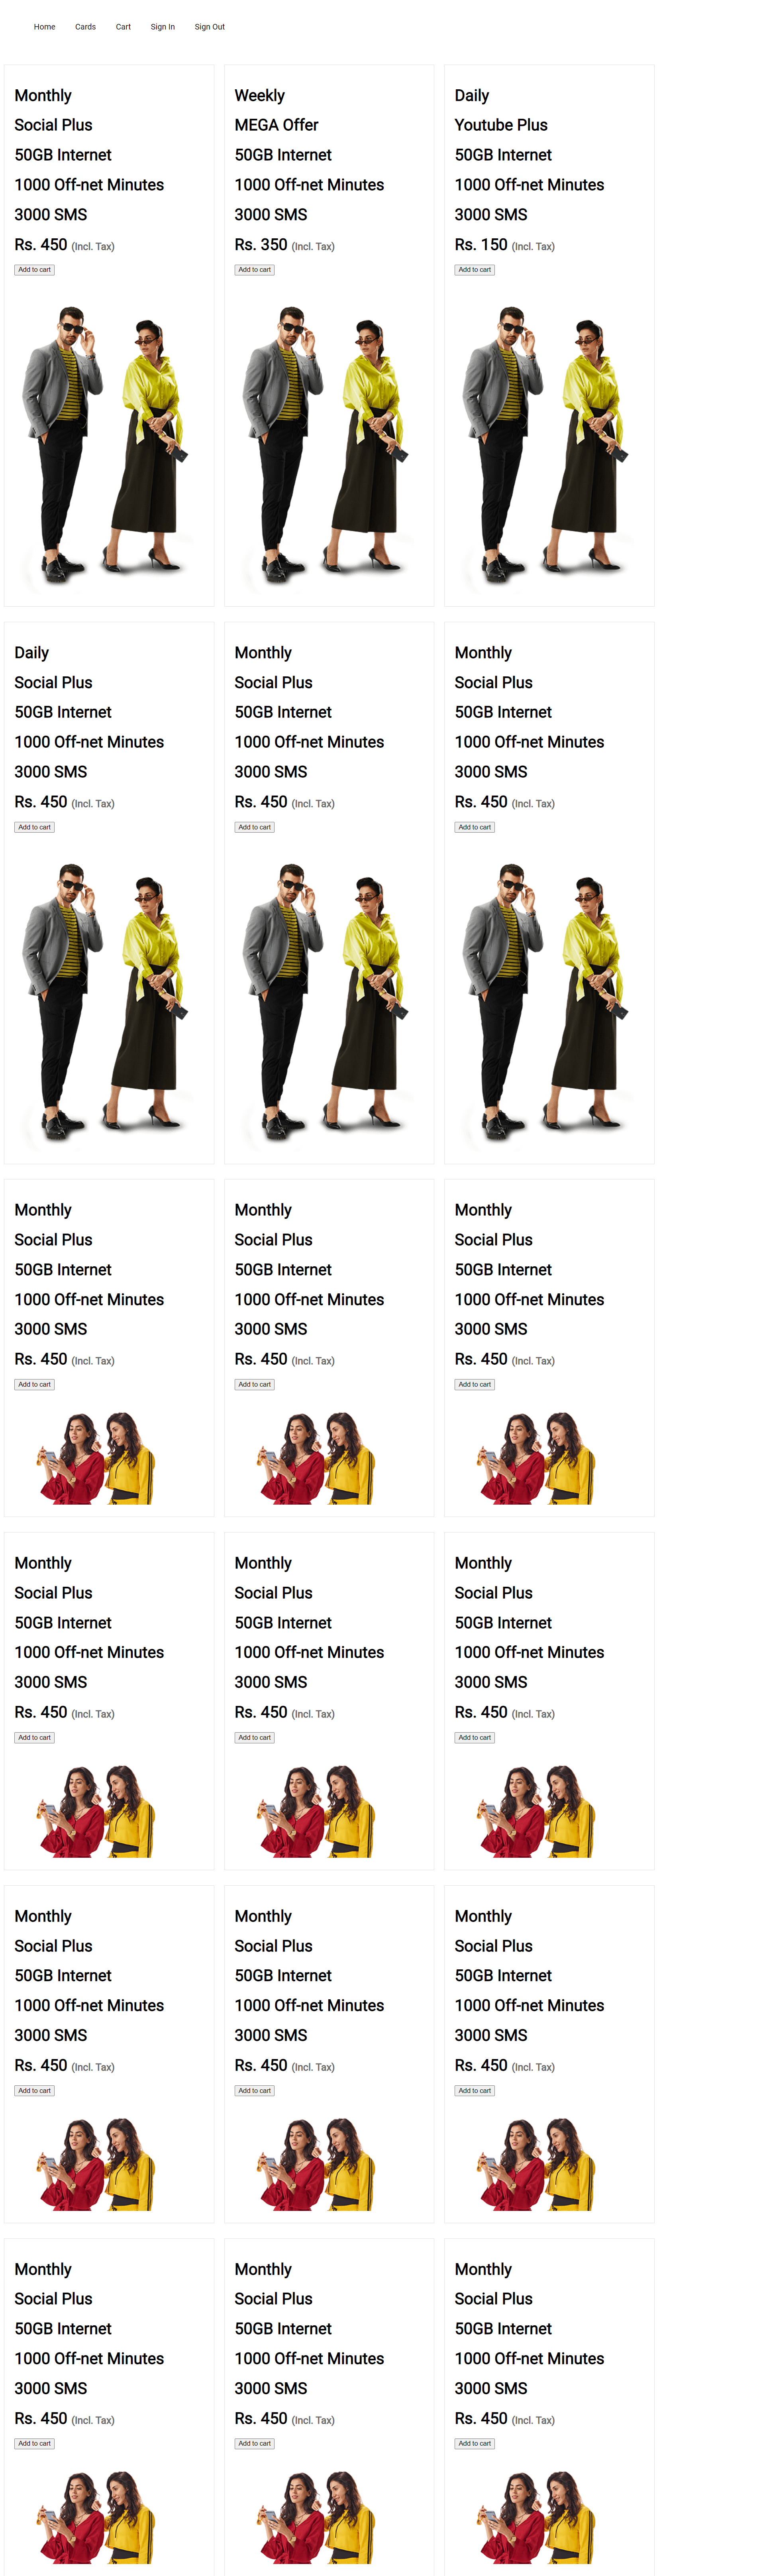 Home Cards Cart Sign In Sign Out
Monthly
Social Plus
50GB Internet
1000 Off-net Minutes
3000 SMS
Rs. 450 (Incl. Tax)
Add to cart
Weekly
MEGA Offer
50GB Internet
1000 Off-net Minutes
3000 SMS
Rs. 350 (Incl. Tax)
Add to cart
Daily
Youtube Plus
50GB Internet
1000 Off-net Minutes
3000 SMS
Rs. 150 (Incl. Tax)
Add to cart
Daily
Social Plus
50GB Internet
1000 Off-net Minutes
3000 SMS
Rs. 450 (Incl. Tax)
Add to cart
Monthly
Social Plus
50GB Internet
1000 Off-net Minutes
3000 SMS
Rs. 450 (Incl. Tax)
Add to cart
Monthly
Social Plus
50GB Internet
1000 Off-net Minutes
3000 SMS
Rs. 450 (Incl. Tax)
Add to cart
Monthly
Social Plus
50GB Internet
1000 Off-net Minutes
3000 SMS
Rs. 450 (Incl. Tax)
Add to cart
Monthly
Social Plus
50GB Internet
1000 Off-net Minutes
3000 SMS
Rs. 450 (Incl. Tax)
Add to cart
Monthly
Social Plus
50GB Internet
1000 Off-net Minutes
3000 SMS
Rs. 450 (Incl. Tax)
Add to cart
Monthly
Social Plus
50GB Internet
1000 Off-net Minutes
3000 SMS
Rs. 450 (Incl. Tax)
Add to cart
Monthly
Social Plus
50GB Internet
1000 Off-net Minutes
3000 SMS
Rs. 450 (Incl. Tax)
Add to cart
Monthly
Social Plus
50GB Internet
1000 Off-net Minutes
3000 SMS
Rs. 450 (Incl. Tax)
Add to cart
Monthly
Social Plus
50GB Internet
1000 Off-net Minutes
3000 SMS
Rs. 450 (Incl. Tax)
Add to cart
Monthly
Social Plus
50GB Internet
1000 Off-net Minutes
3000 SMS
Rs. 450 (Incl. Tax)
Add to cart
Monthly
Social Plus
50GB Internet
1000 Off-net Minutes
3000 SMS
Rs. 450 (Incl. Tax)
Add to cart
Monthly
Social Plus
50GB Internet
1000 Off-net Minutes
3000 SMS
Rs. 450 (Incl. Tax)
Add to cart
Monthly
Social Plus
50GB Internet
1000 Off-net Minutes
3000 SMS
Rs. 450 (Incl. Tax)
Add to cart
Monthly
Social Plus
50GB Internet
1000 Off-net Minutes
3000 SMS
Rs. 450 (Incl. Tax)
Add to cart